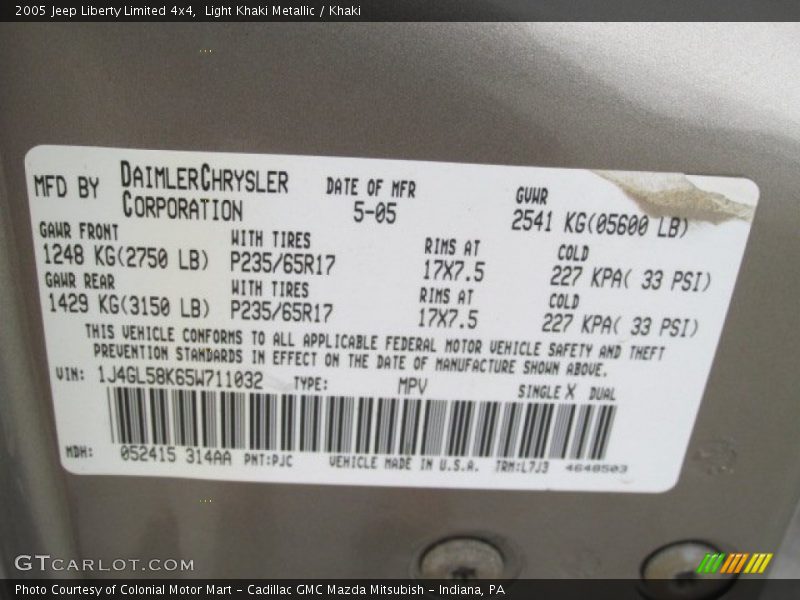 2005 Jeep Liberty Limited 4x4, Light Khaki Metallic / Khaki
MFD BY DAIMLERCHRYSLER CORPORATION DATE OF MFR 5-05 GVWR 2541 KG(05600 LB)
GAWR FRONT WITH TIRES RIMS AT COLD
1248 KG(2750 LB) P235/65R17 17X7.5 227 KPA( 33 PSI)
GAWR REAR WITH TIRES RIMS AT COLD
1429 KG(3150 LB) P235/65R17 17X7.5 227 KPA( 33 PSI)
THIS VEHICLE CONFORMS TO ALL APPLICABLE FEDERAL MOTOR VEHICLE SAFETY AND THEFT
PREVENTION STANDARDS IN EFFECT ON THE DATE OF MANUFACTURE SHOWN ABOVE.
VIN: 1J4GL58K65W711032 TYPE: MPV SINGLE X DUAL
MDH: 052415 314AA PNT:PJC VEHICLE MADE IN U.S.A. TRM:L7J3 4648503
GTCARLOT.COM
Photo Courtesy of Colonial Motor Mart - Cadillac GMC Mazda Mitsubish - Indiana, PA